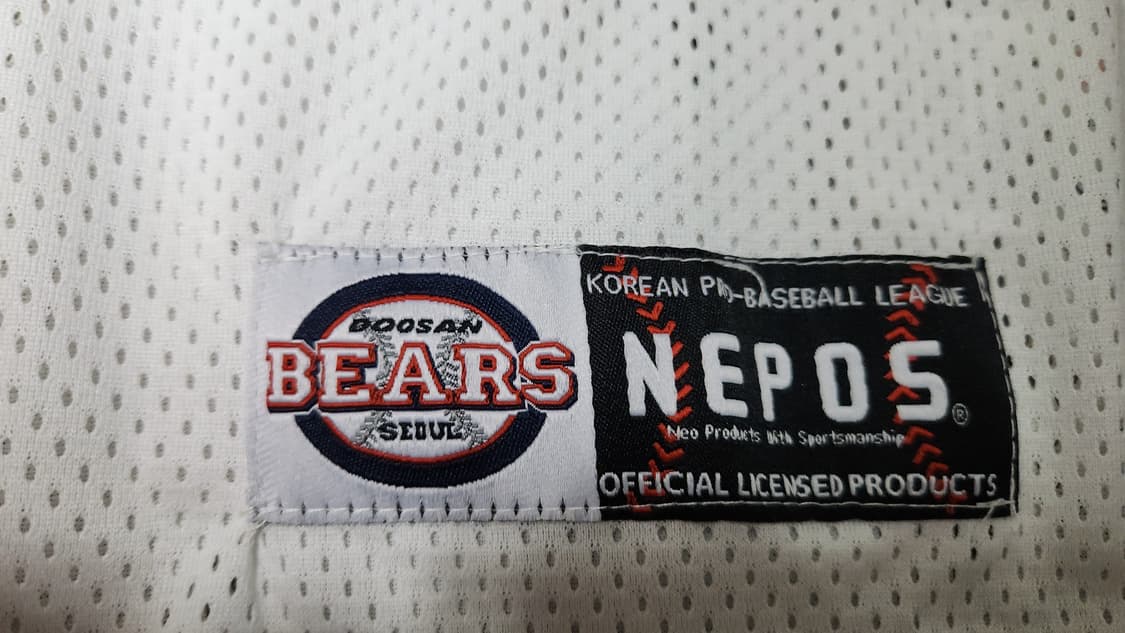 DOOSAN
BEARS
SEOUL
KOREAN PRO-BASEBALL LEAGUE
NEPOS®
Neo Products With Sportsmanship
OFFICIAL LICENSED PRODUCTS